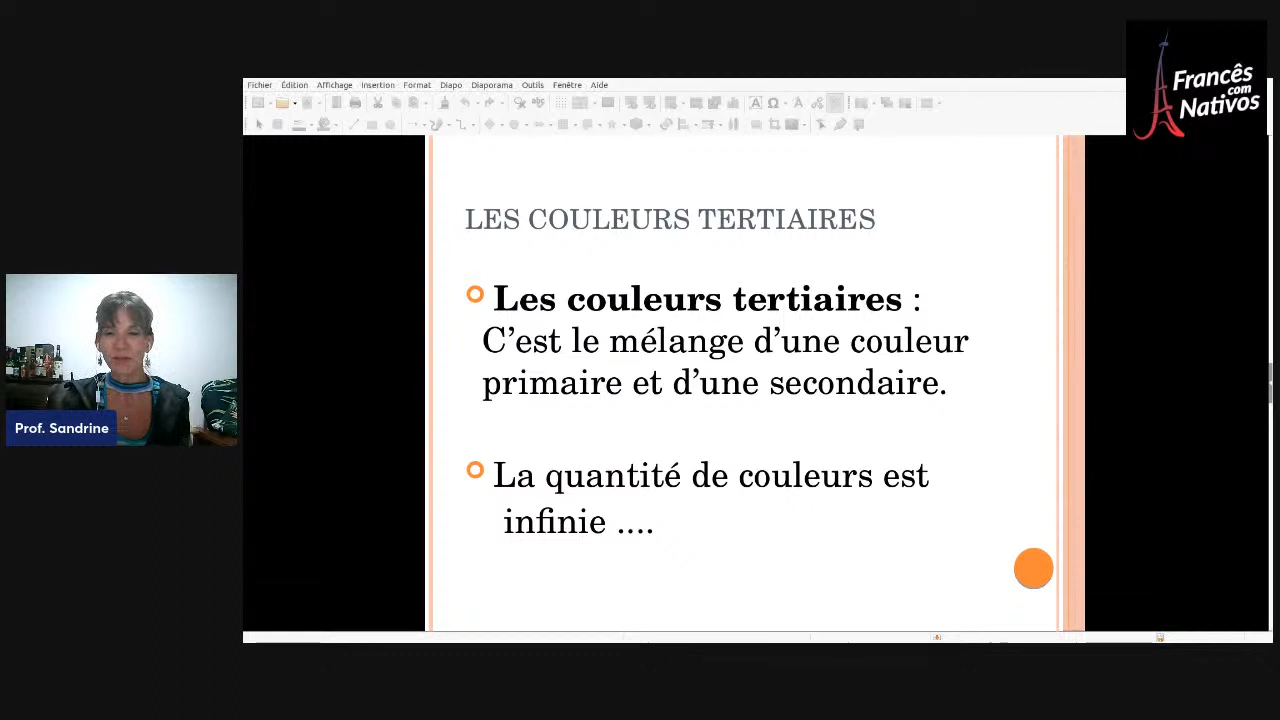 Francês
com
Nativos
Fichier Édition Affichage Insertion Format Diapo Diaporama Outils Fenêtre Aide
LES COULEURS TERTIAIRES
Les couleurs tertiaires :
C’est le mélange d’une couleur
primaire et d’une secondaire.
La quantité de couleurs est
infinie ....
Prof. Sandrine